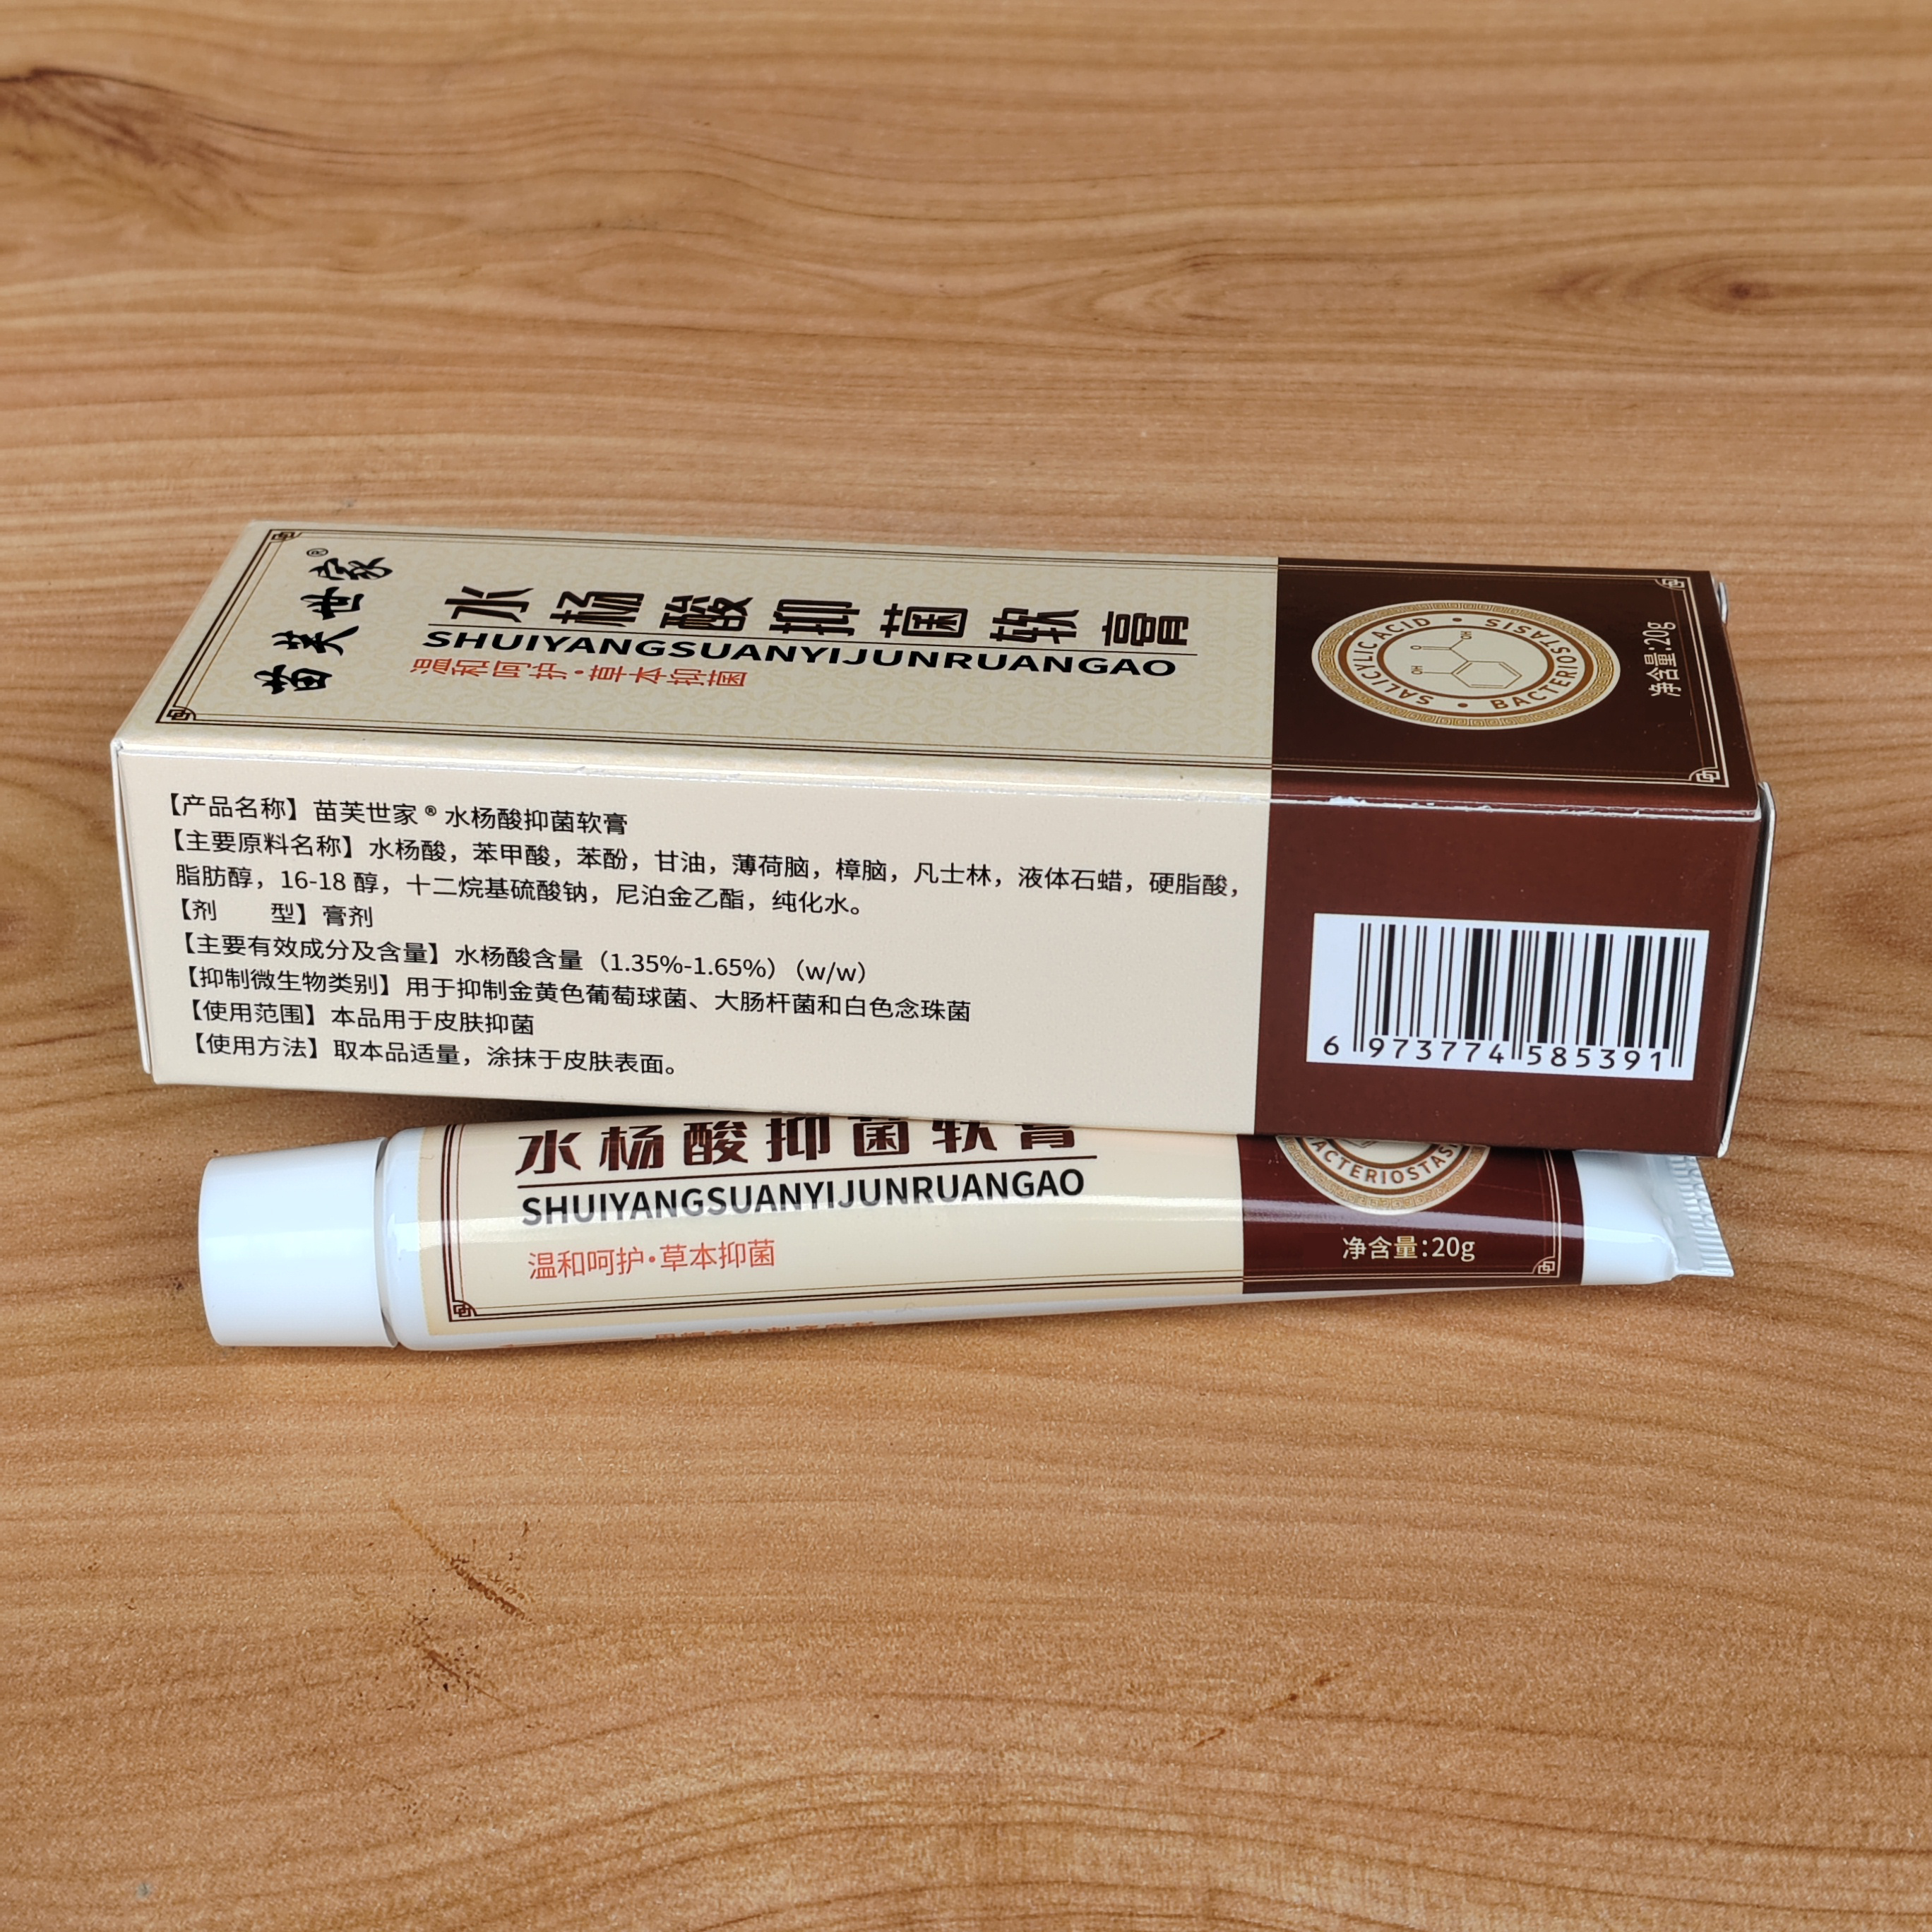 苗芙世家®
水杨酸抑菌软膏
SHUIYANGSUANYIJUNRUANGAO
温和呵护·草本抑菌
SALICYLIC ACID • BACTERIOSTASIS •
HO
O
HO
净含量:20g
【产品名称】苗芙世家®水杨酸抑菌软膏
【主要原料名称】水杨酸，苯甲酸，苯酚，甘油，薄荷脑，樟脑，凡士林，液体石蜡，硬脂酸，
脂肪醇，16-18 醇，十二烷基硫酸钠，尼泊金乙酯，纯化水。
【剂 型】膏剂
【主要有效成分及含量】水杨酸含量（1.35%-1.65%）（w/w）
【抑制微生物类别】用于抑制金黄色葡萄球菌、大肠杆菌和白色念珠菌
【使用范围】本品用于皮肤抑菌
【使用方法】取本品适量，涂抹于皮肤表面。
6 973774 585391
水杨酸抑菌软膏
SHUIYANGSUANYIJUNRUANGAO
温和呵护·草本抑菌
BACTERIOSTAS
净含量:20g